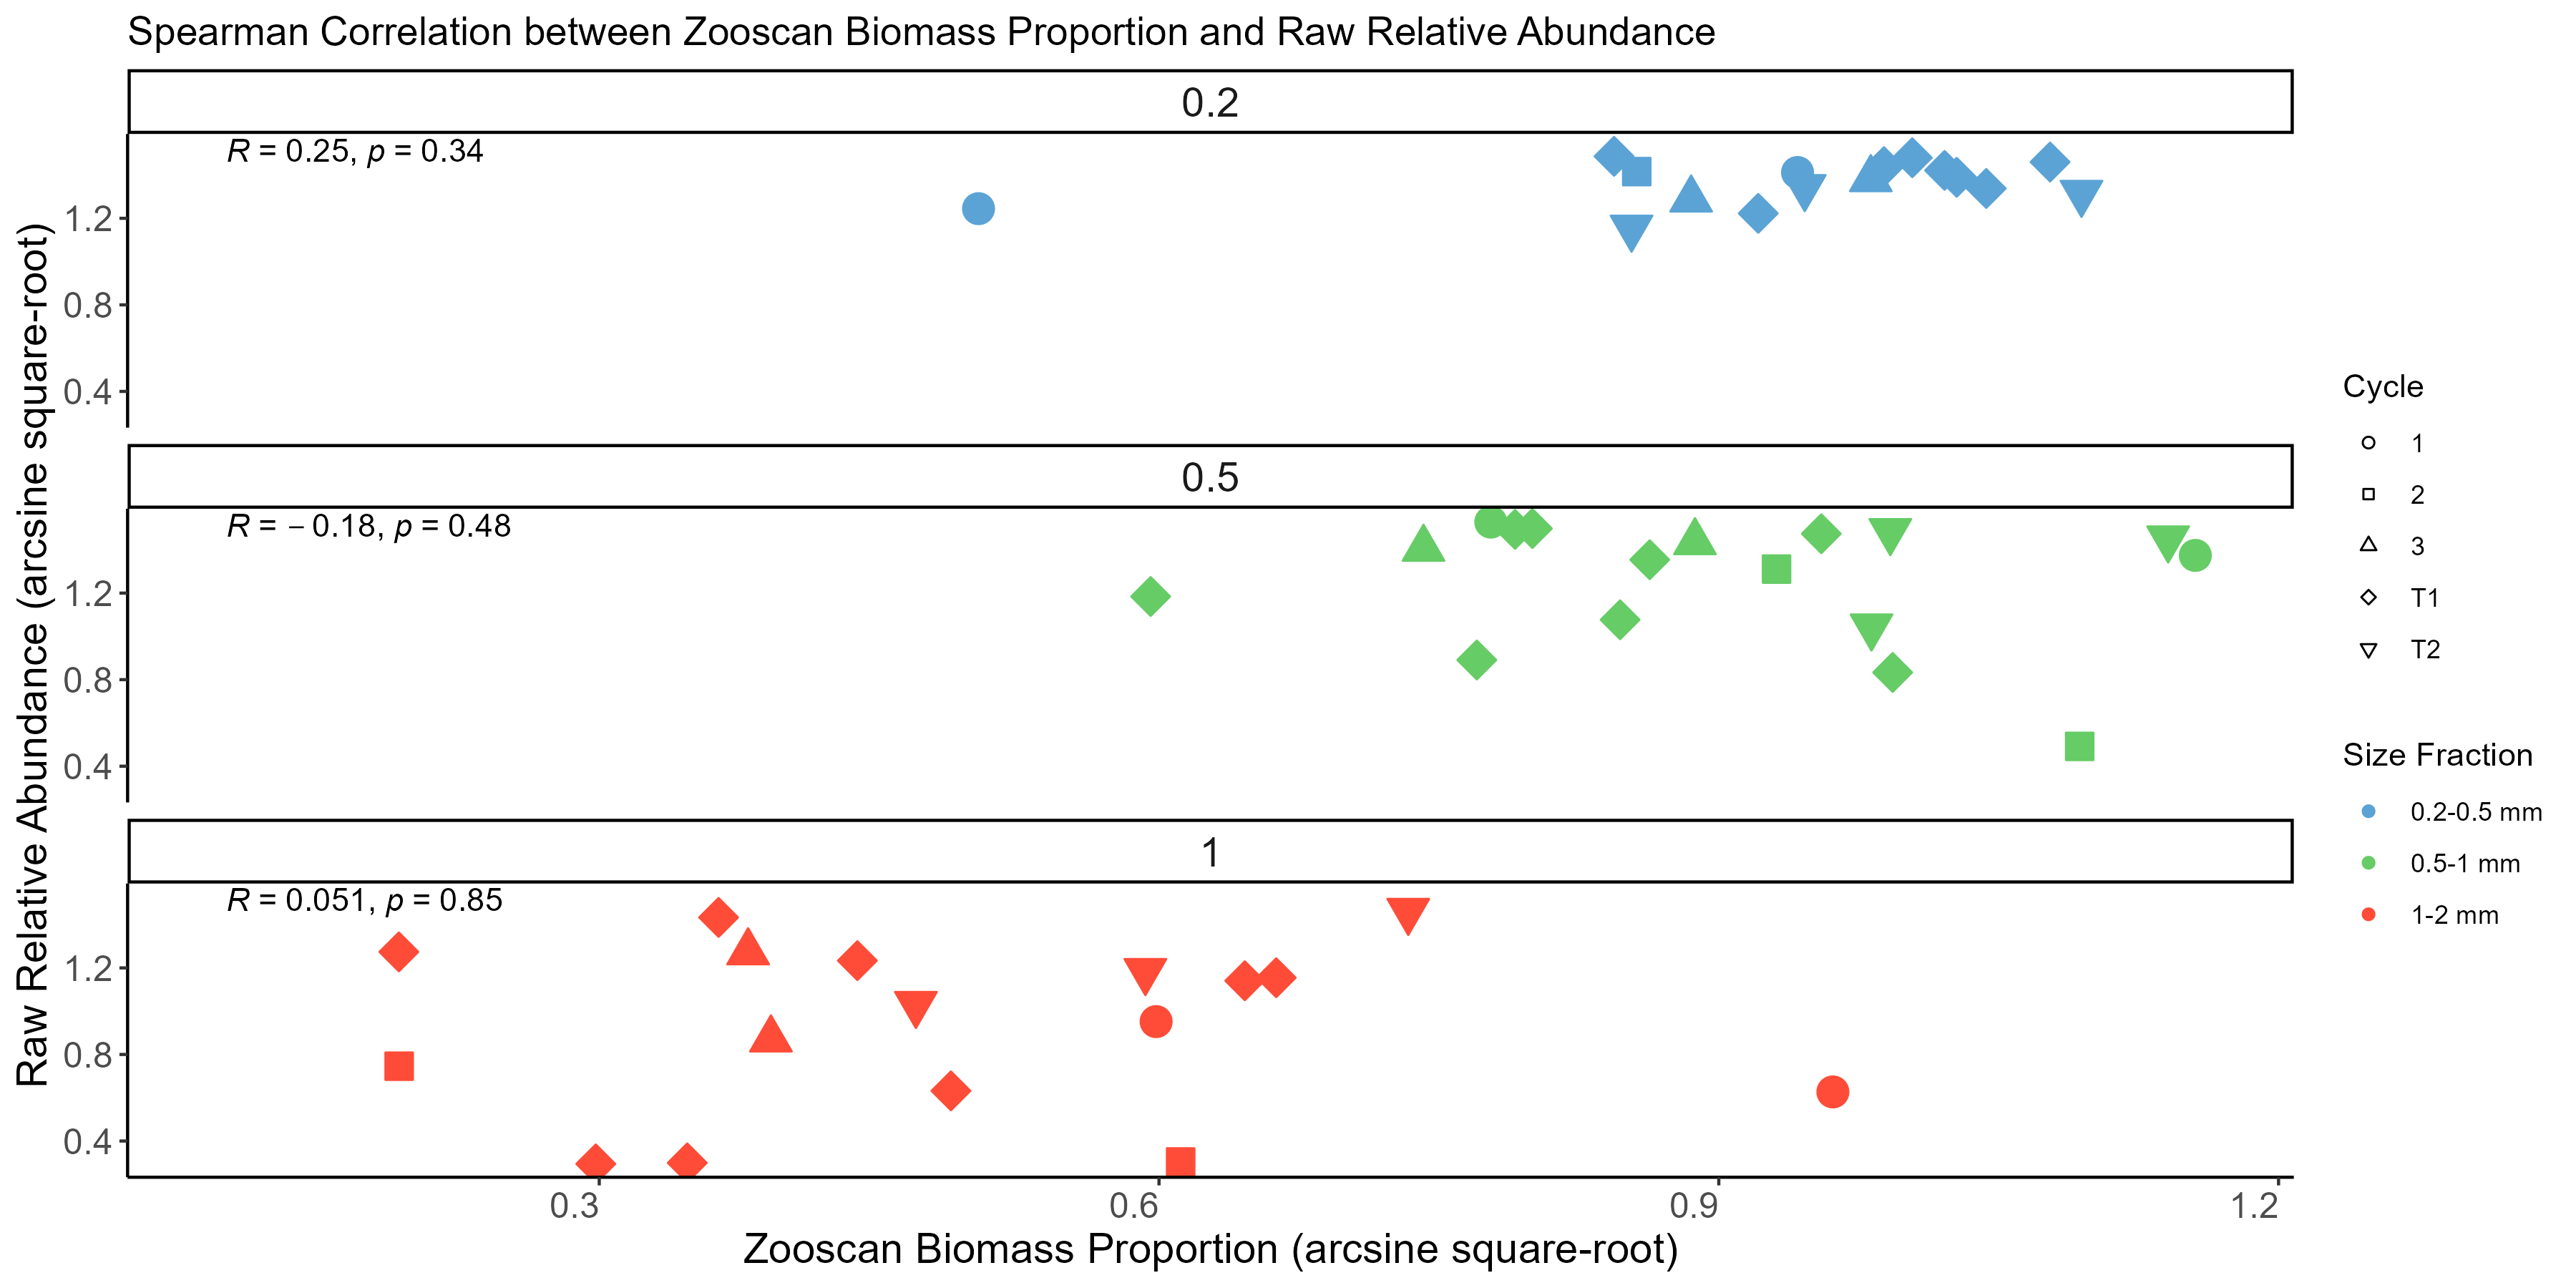 Spearman Correlation between Zooscan Biomass Proportion and Raw Relative Abundance
0.2
R = 0.25, p = 0.34
1.2
0.8
0.4
0.5
R = − 0.18, p = 0.48
1.2
0.8
0.4
1
R = 0.051, p = 0.85
1.2
0.8
0.4
0.3
0.6
0.9
1.2
Zooscan Biomass Proportion (arcsine square-root)
Raw Relative Abundance (arcsine square-root)
Cycle
1
2
3
T1
T2
Size Fraction
0.2-0.5 mm
0.5-1 mm
1-2 mm